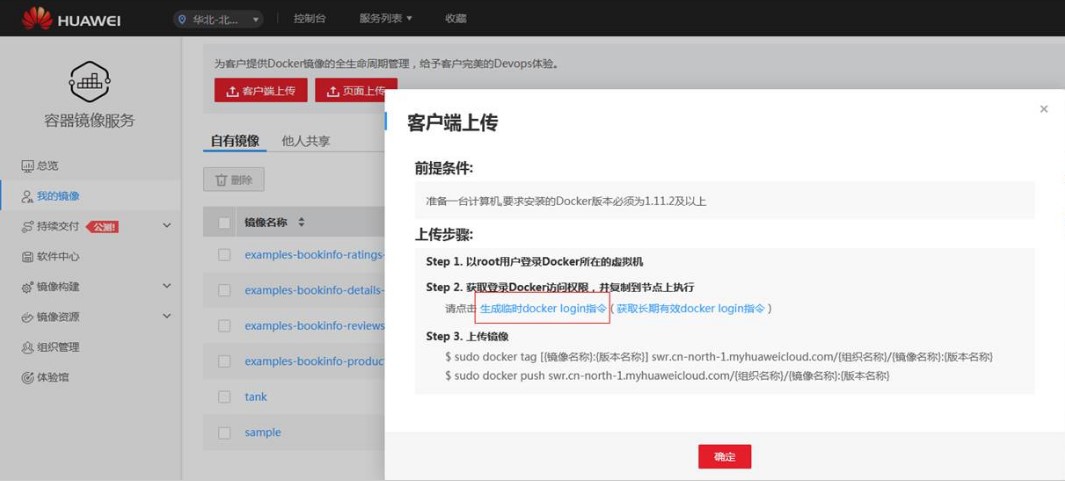 HUAWEI
华北-北...
控制台
服务列表
收藏
为客户提供Docker镜像的全生命周期管理，给予客户完美的Devops体验。
客户端上传
页面上传
容器镜像服务
总览
我的镜像
持续交付 公测!
软件中心
镜像构建
镜像资源
组织管理
体验馆
自有镜像
他人共享
删除
镜像名称
examples-bookinfo-ratings-
examples-bookinfo-details-
examples-bookinfo-reviews
examples-bookinfo-produc
tank
sample
客户端上传
×
前提条件:
准备一台计算机,要求安装的Docker版本必须为1.11.2及以上
上传步骤:
Step 1. 以root用户登录Docker所在的虚拟机
Step 2. 获取登录Docker访问权限，并复制到节点上执行
请点击 生成临时docker login指令 ( 获取长期有效docker login指令 )
Step 3. 上传镜像
$ sudo docker tag [{镜像名称}:{版本名称}] swr.cn-north-1.myhuaweicloud.com/{组织名称}/{镜像名称}:{版本名称}
$ sudo docker push swr.cn-north-1.myhuaweicloud.com/{组织名称}/{镜像名称}:{版本名称}
确定